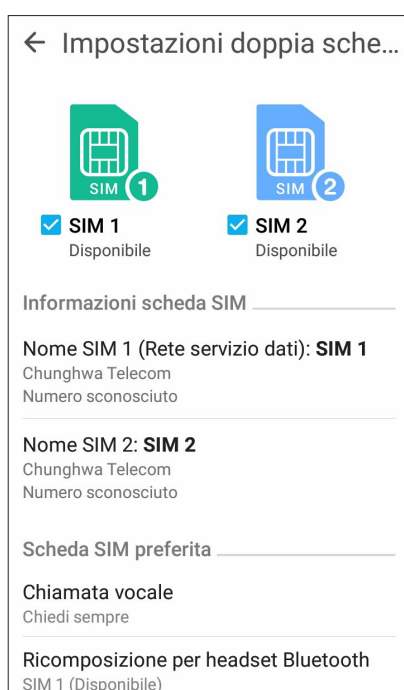 Impostazioni doppia sche...
SIM 1
SIM 2
SIM 1
SIM 2
Disponibile
Disponibile
Informazioni scheda SIM
Nome SIM 1 (Rete servizio dati): SIM 1
Chunghwa Telecom
Numero sconosciuto
Nome SIM 2: SIM 2
Chunghwa Telecom
Numero sconosciuto
Scheda SIM preferita
Chiamata vocale
Chiedi sempre
Ricomposizione per headset Bluetooth
SIM 1 (Disponibile)